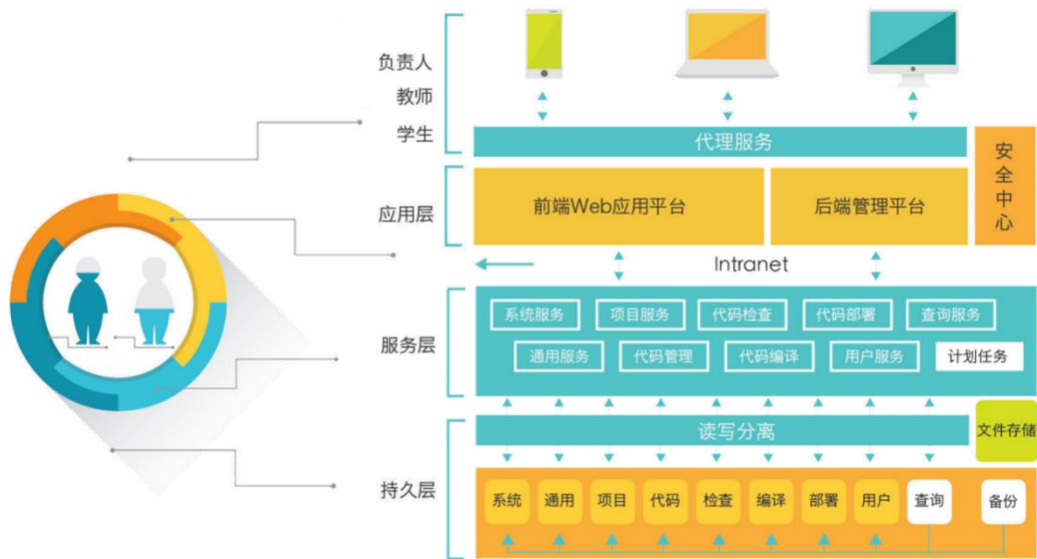 负责人
教师
学生
代理服务
安全中心
应用层
前端Web应用平台
后端管理平台
Intranet
服务层
系统服务
项目服务
代码检查
代码部署
查询服务
通用服务
代码管理
代码编译
用户服务
计划任务
读写分离
文件存储
持久层
系统
通用
项目
代码
检查
编译
部署
用户
查询
备份